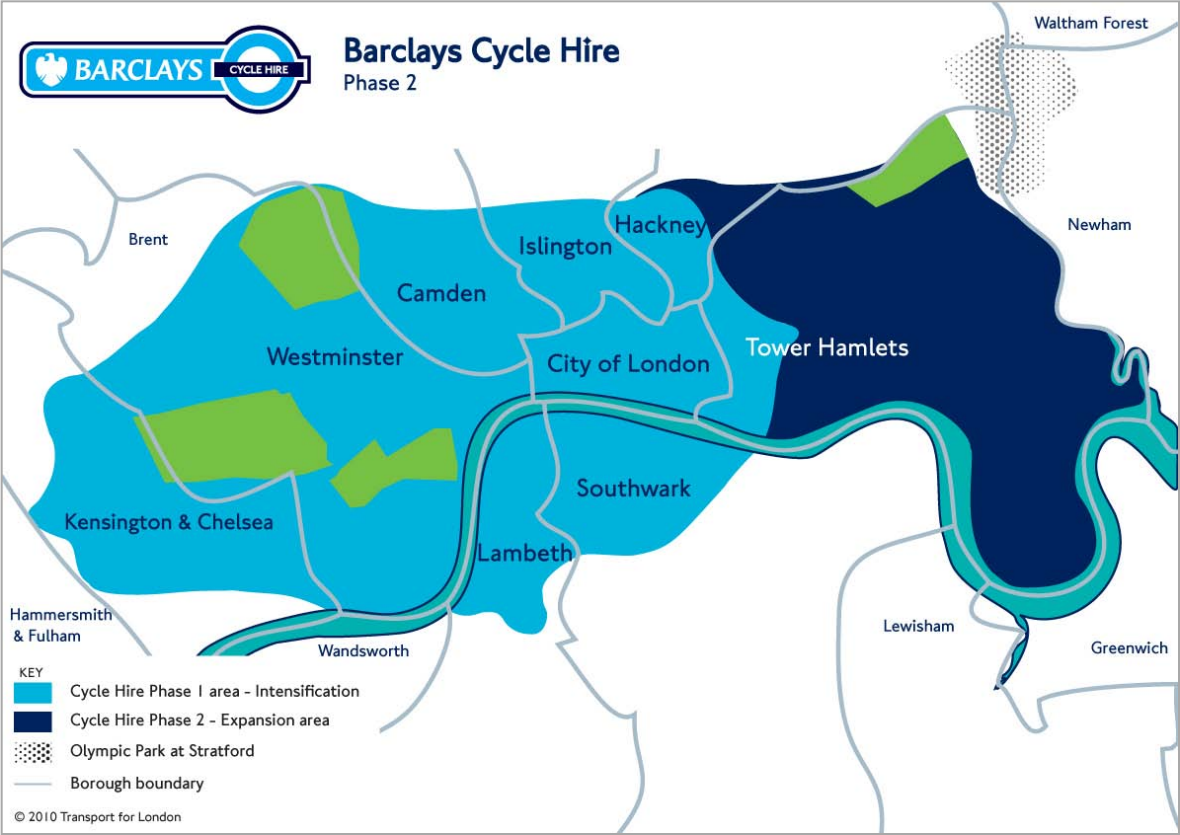 BARCLAYS
CYCLE HIRE
Barclays Cycle Hire
Phase 2
Waltham Forest
Brent
Hackney
Newham
Islington
Camden
Westminster
City of London
Tower Hamlets
Southwark
Kensington & Chelsea
Lambeth
Hammersmith
& Fulham
Wandsworth
Lewisham
Greenwich
KEY
Cycle Hire Phase 1 area - Intensification
Cycle Hire Phase 2 - Expansion area
Olympic Park at Stratford
Borough boundary
© 2010 Transport for London